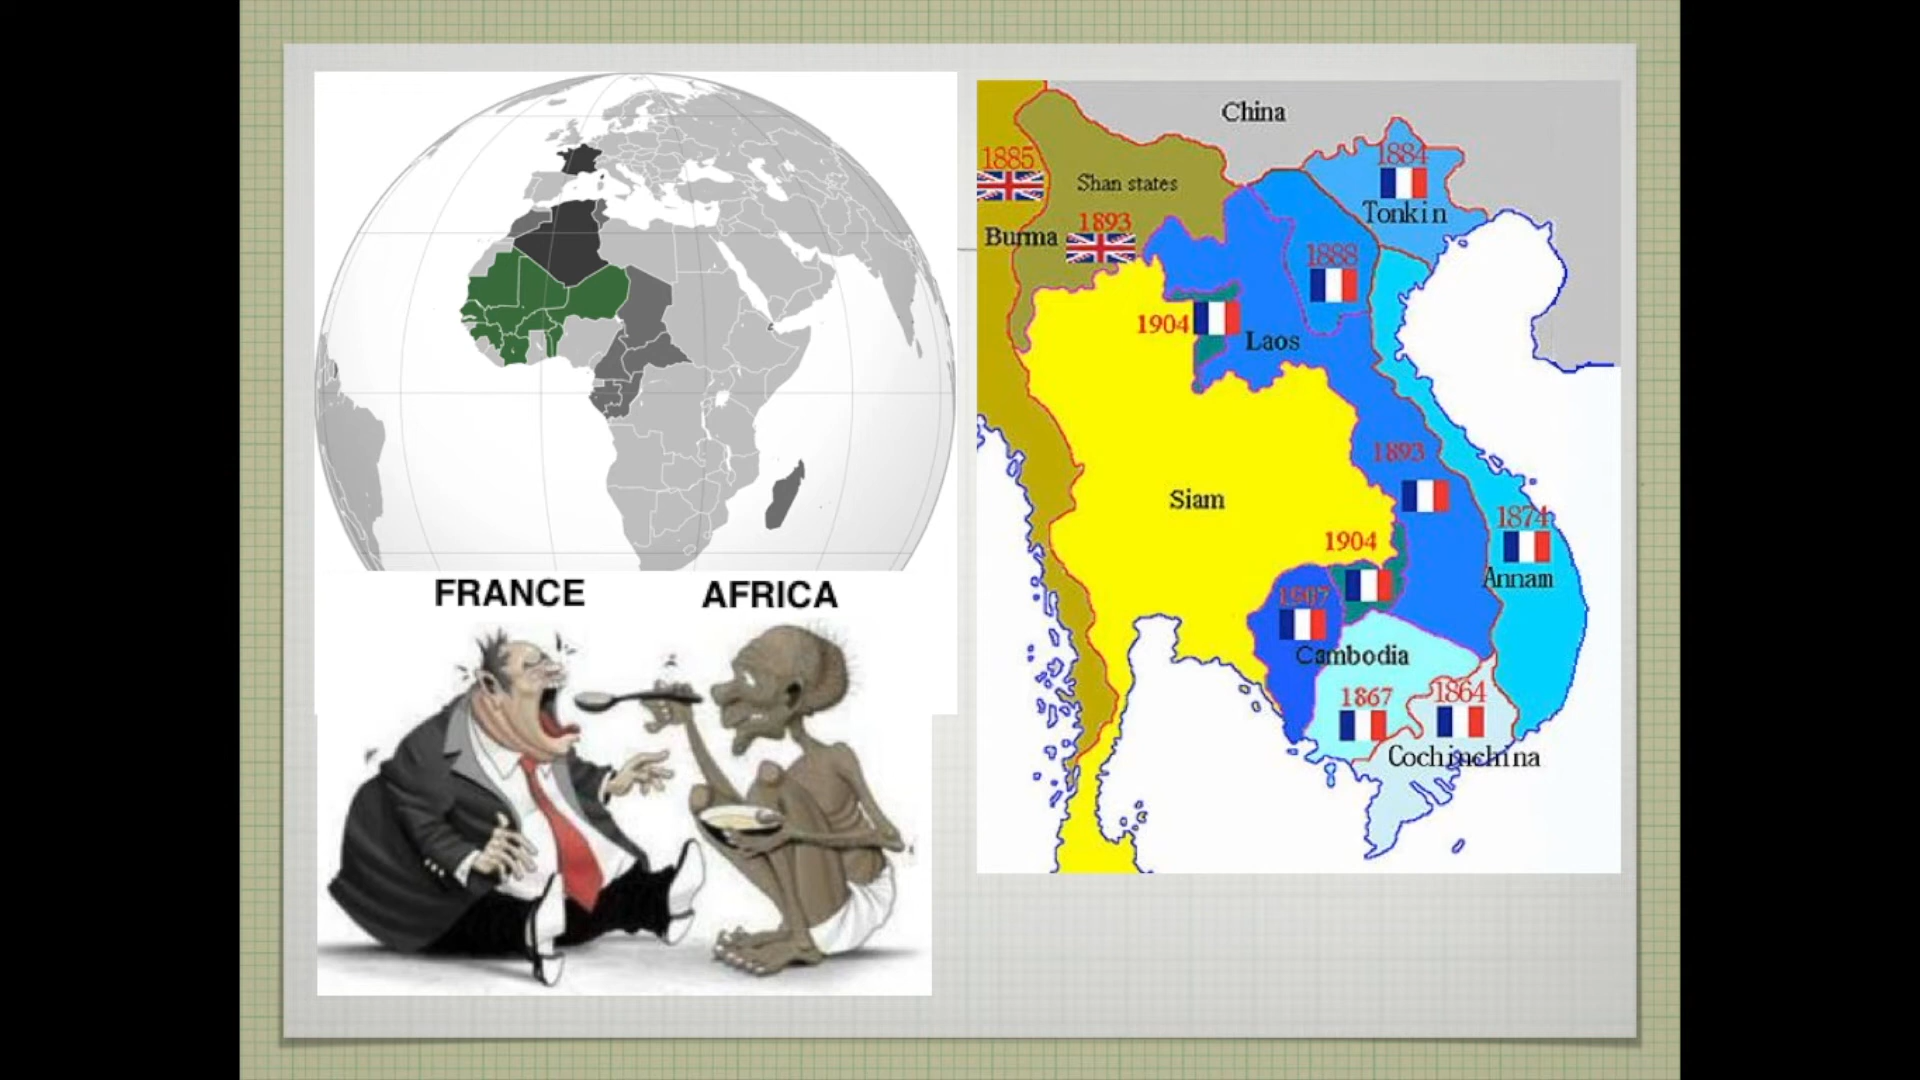 FRANCE
AFRICA
China
1885
Shan states
1884
Tonkin
1893
Burma
1888
1904
Laos
1893
Siam
1904
1874
Annam
1907
Cambodia
1867
1864
Cochinchina